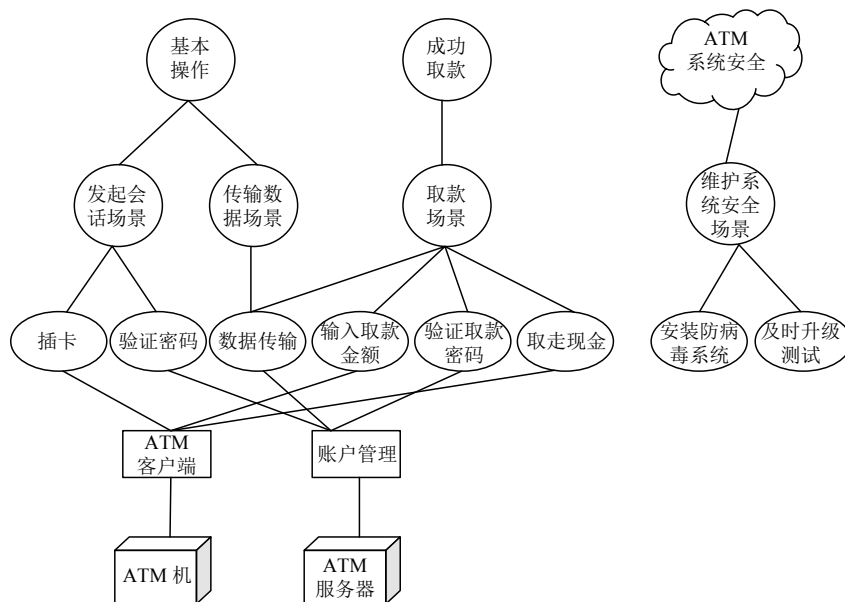 基本
操作
成功
取款
ATM
系统安全
发起会
话场景
传输数
据场景
取款
场景
维护系
统安全
场景
插卡
验证密码
数据传输
输入取款
金额
验证取款
密码
取走现金
安装防病
毒系统
及时升级
测试
ATM
客户端
账户管理
ATM 机
ATM
服务器